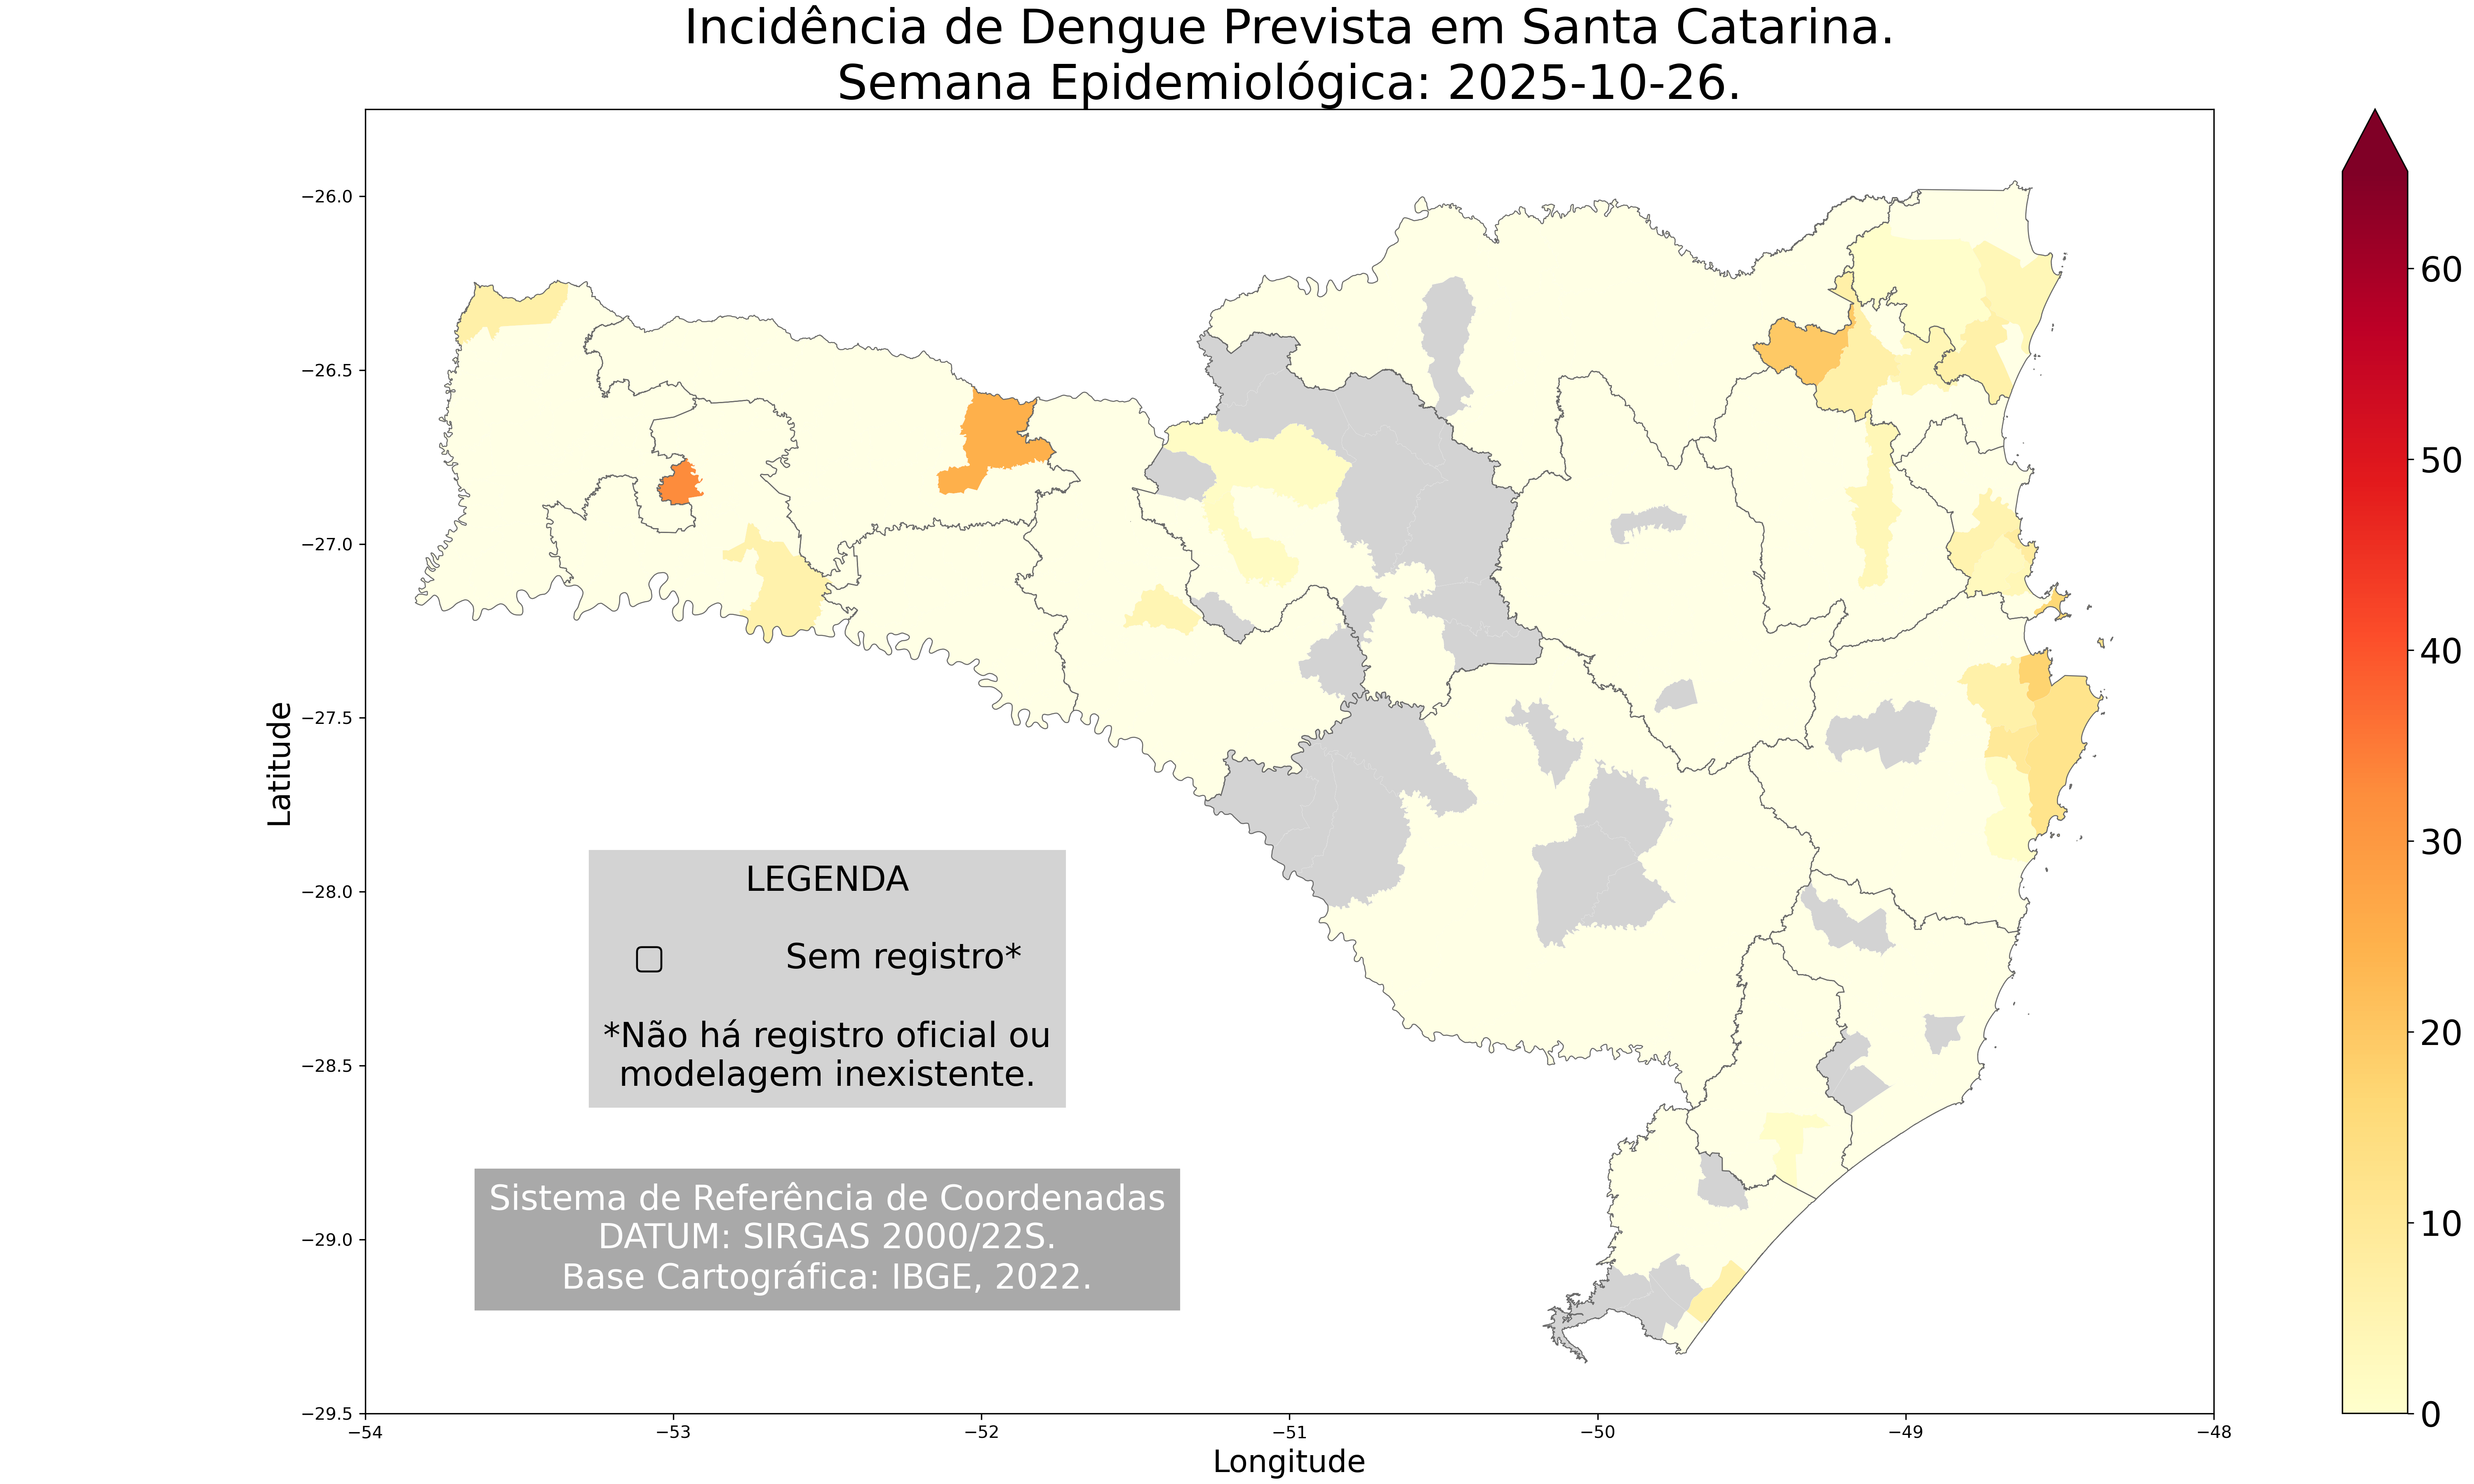 Incidência de Dengue Prevista em Santa Catarina.
Semana Epidemiológica: 2025-10-26.
−26.0
−26.5
−27.0
−27.5
−28.0
−28.5
−29.0
−29.5
Latitude
−54
−53
−52
−51
−50
−49
−48
Longitude
LEGENDA
Sem registro*
*Não há registro oficial ou
modelagem inexistente.
Sistema de Referência de Coordenadas
DATUM: SIRGAS 2000/22S.
Base Cartográfica: IBGE, 2022.
60
50
40
30
20
10
0